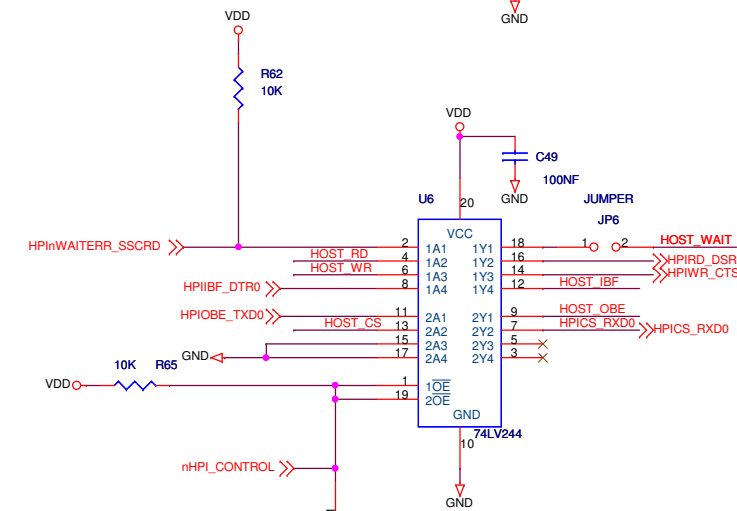 GND
VDD
R62
10K
VDD
C49
GND
100NF
U6
20
JUMPER
JP6
VCC
HPInWAITERR_SSCRD 2 1A1 1Y1 18 1 2 HOST_WAIT
HOST_RD 4 1A2 1Y2 16 HPIRD_DSR
HOST_WR 6 1A3 1Y3 14 HPIWR_CTS
HPIIBF_DTR0 8 1A4 1Y4 12 HOST_IBF
HPIOBE_TXD0 11 2A1 2Y1 9 HOST_OBE
HOST_CS 13 2A2 2Y2 7 HPICS_RXD0 HPICS_RXD0
15 2A3 2Y3 5
GND 17 2A4 2Y4 3
10K R65
VDD 1 1OE
19 2OE
GND
74LV244
10
nHPI_CONTROL
GND